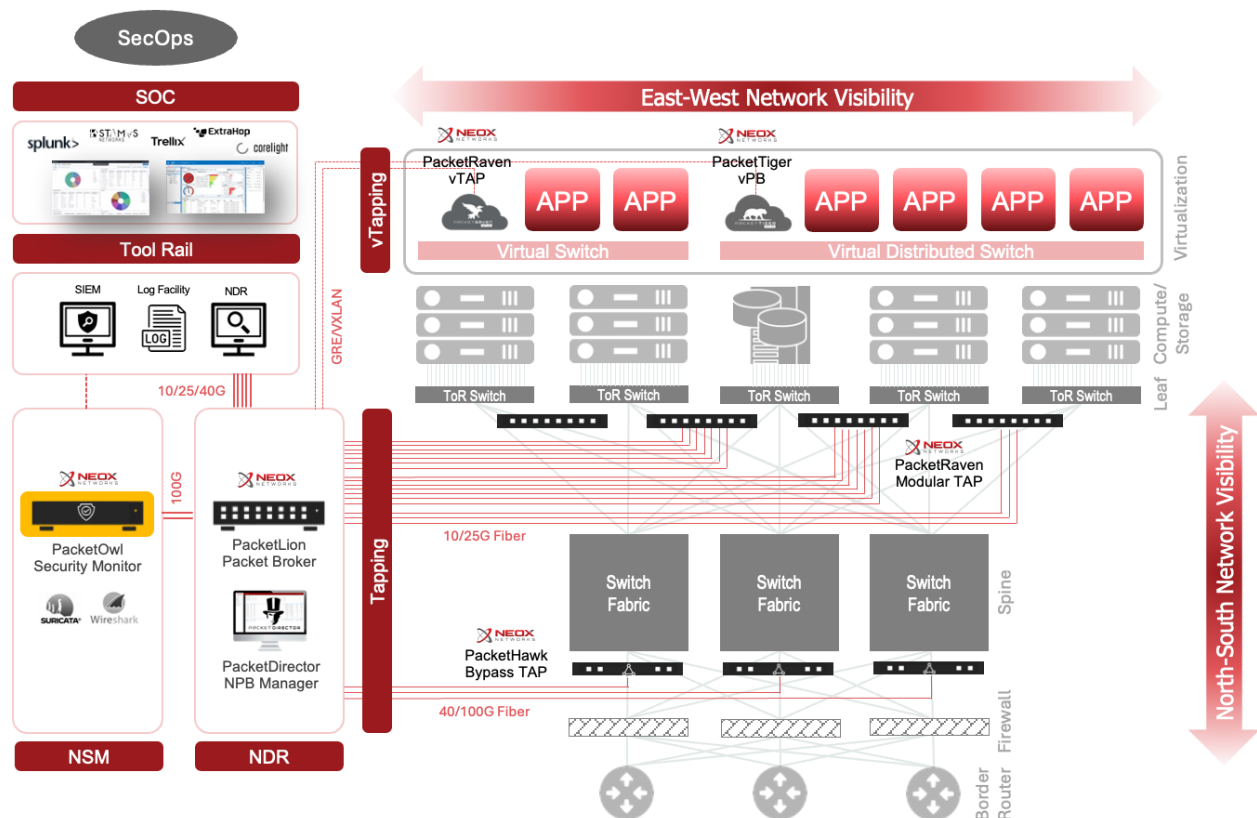 SecOps
SOC
splunk>
STAMUS
NETWORKS
Trellix
ExtraHop
corelight
Tool Rail
SIEM
Log Facility
NDR
LOG
10/25/40G
GRE/VXLAN
100G
NEOX
NETWORKS
PacketOwl
Security Monitor
SURICATA
Wireshark
NSM
NEOX
NETWORKS
PacketLion
Packet Broker
PACKETDIRECTOR
PacketDirector
NPB Manager
NDR
East-West Network Visibility
vTapping
NEOX
NETWORKS
PacketRaven
vTAP
APP
APP
Virtual Switch
NEOX
NETWORKS
PacketTiger
vPB
APP
APP
APP
APP
Virtual Distributed Switch
Virtualization
Compute/
Storage
ToR Switch
ToR Switch
ToR Switch
ToR Switch
ToR Switch
Leaf
Tapping
NEOX
NETWORKS
PacketRaven
Modular TAP
10/25G Fiber
Switch
Fabric
Switch
Fabric
Switch
Fabric
Spine
NEOX
NETWORKS
PacketHawk
Bypass TAP
40/100G Fiber
Firewall
Border
Router
North-South Network Visibility